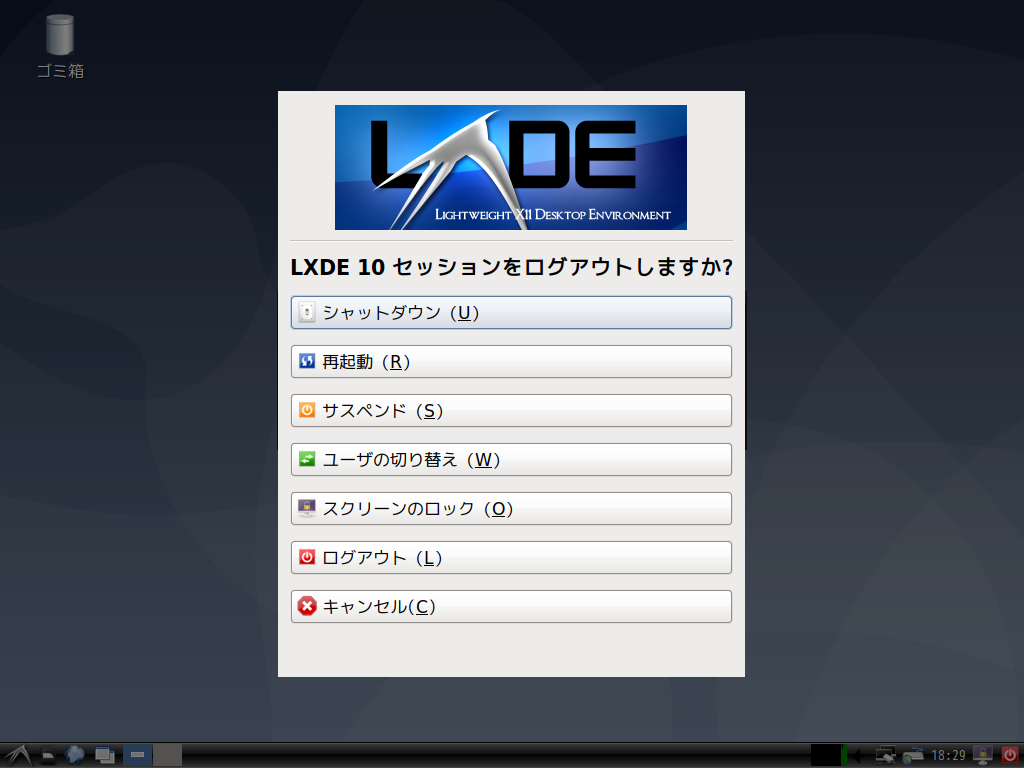 ゴミ箱
LXDE
LIGHTWEIGHT X11 DESKTOP ENVIRONMENT
LXDE 10 セッションをログアウトしますか?
シャットダウン（U）
再起動（R）
サスペンド（S）
ユーザの切り替え（W）
スクリーンのロック（O）
ログアウト（L）
キャンセル(C)
18:29